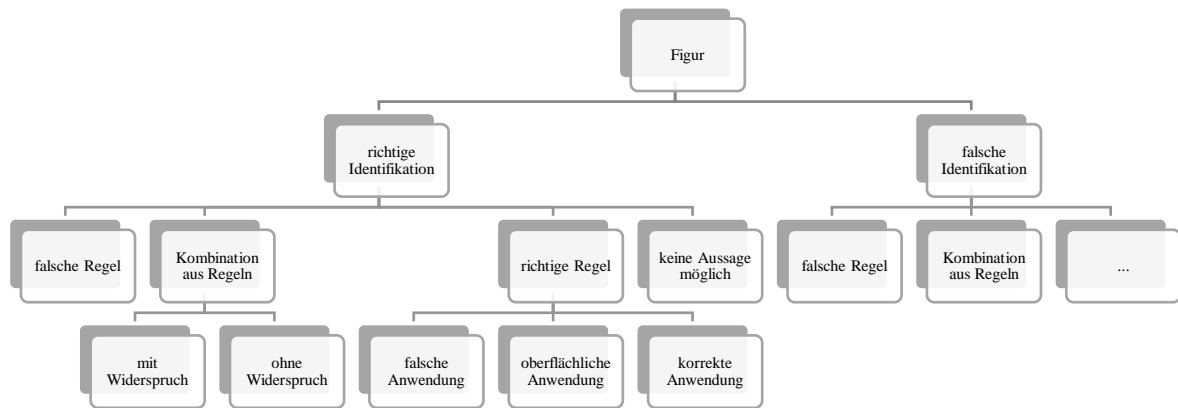 Figur
richtige
Identifikation
falsche
Identifikation
falsche Regel
Kombination
aus Regeln
richtige Regel
keine Aussage
möglich
falsche Regel
Kombination
aus Regeln
...
mit
Widerspruch
ohne
Widerspruch
falsche
Anwendung
oberflächliche
Anwendung
korrekte
Anwendung